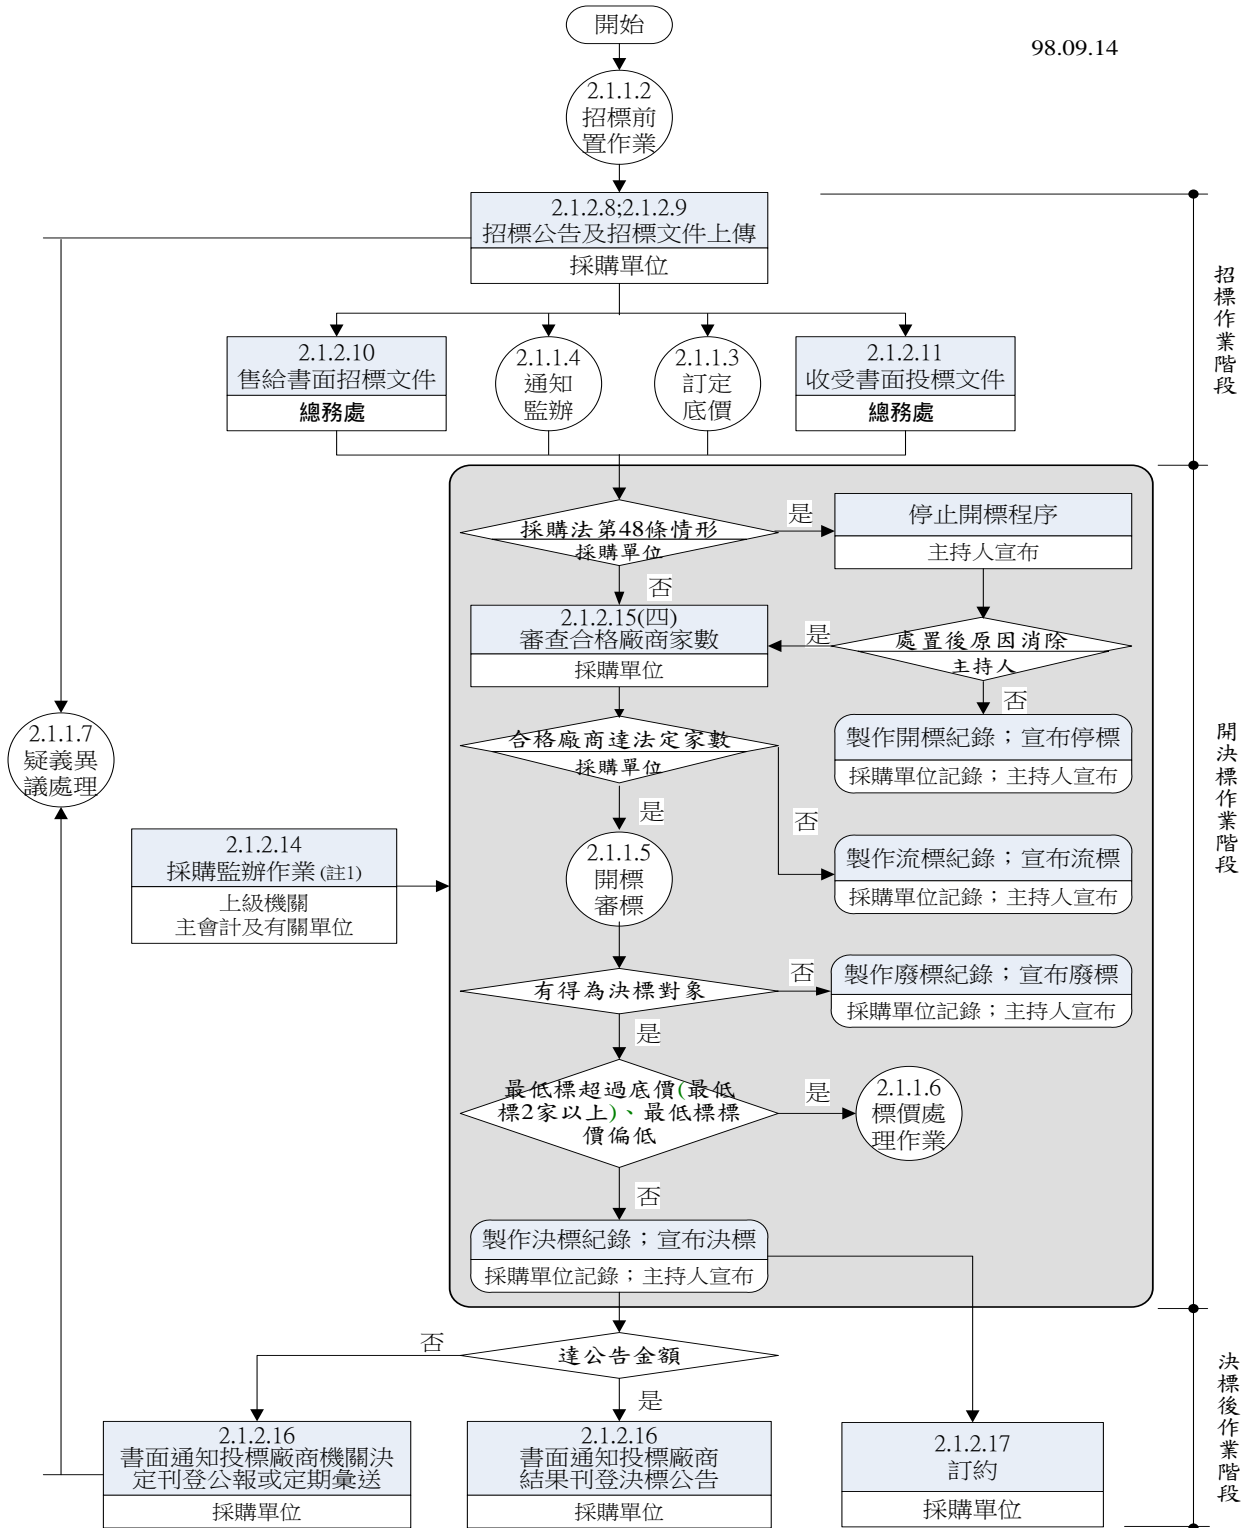 開始
98.09.14
2.1.1.2
招標前
置作業
2.1.2.8;2.1.2.9
招標公告及招標文件上傳
採購單位
招標作業階段
2.1.2.10
售給書面招標文件
總務處
2.1.1.4
通知
監辦
2.1.1.3
訂定
底價
2.1.2.11
收受書面投標文件
總務處
採購法第48條情形
採購單位
是
停止開標程序
主持人宣布
否
2.1.2.15(四)
審查合格廠商家數
採購單位
是
處置後原因消除
主持人
否
製作開標紀錄；宣布停標
採購單位記錄；主持人宣布
開決標作業階段
2.1.1.7
疑義異
議處理
合格廠商達法定家數
採購單位
是
否
製作流標紀錄；宣布流標
採購單位記錄；主持人宣布
2.1.2.14
採購監辦作業(註1)
上級機關
主會計及有關單位
2.1.1.5
開標
審標
有得為決標對象
否
製作廢標紀錄；宣布廢標
採購單位記錄；主持人宣布
是
最低標超過底價(最低
標2家以上)、最低標標
價偏低
是
2.1.1.6
標價處
理作業
否
製作決標紀錄；宣布決標
採購單位記錄；主持人宣布
達公告金額
否
是
決標後作業階段
2.1.2.16
書面通知投標廠商機關決
定刊登公報或定期彙送
採購單位
2.1.2.16
書面通知投標廠商
結果刊登決標公告
採購單位
2.1.2.17
訂約
採購單位